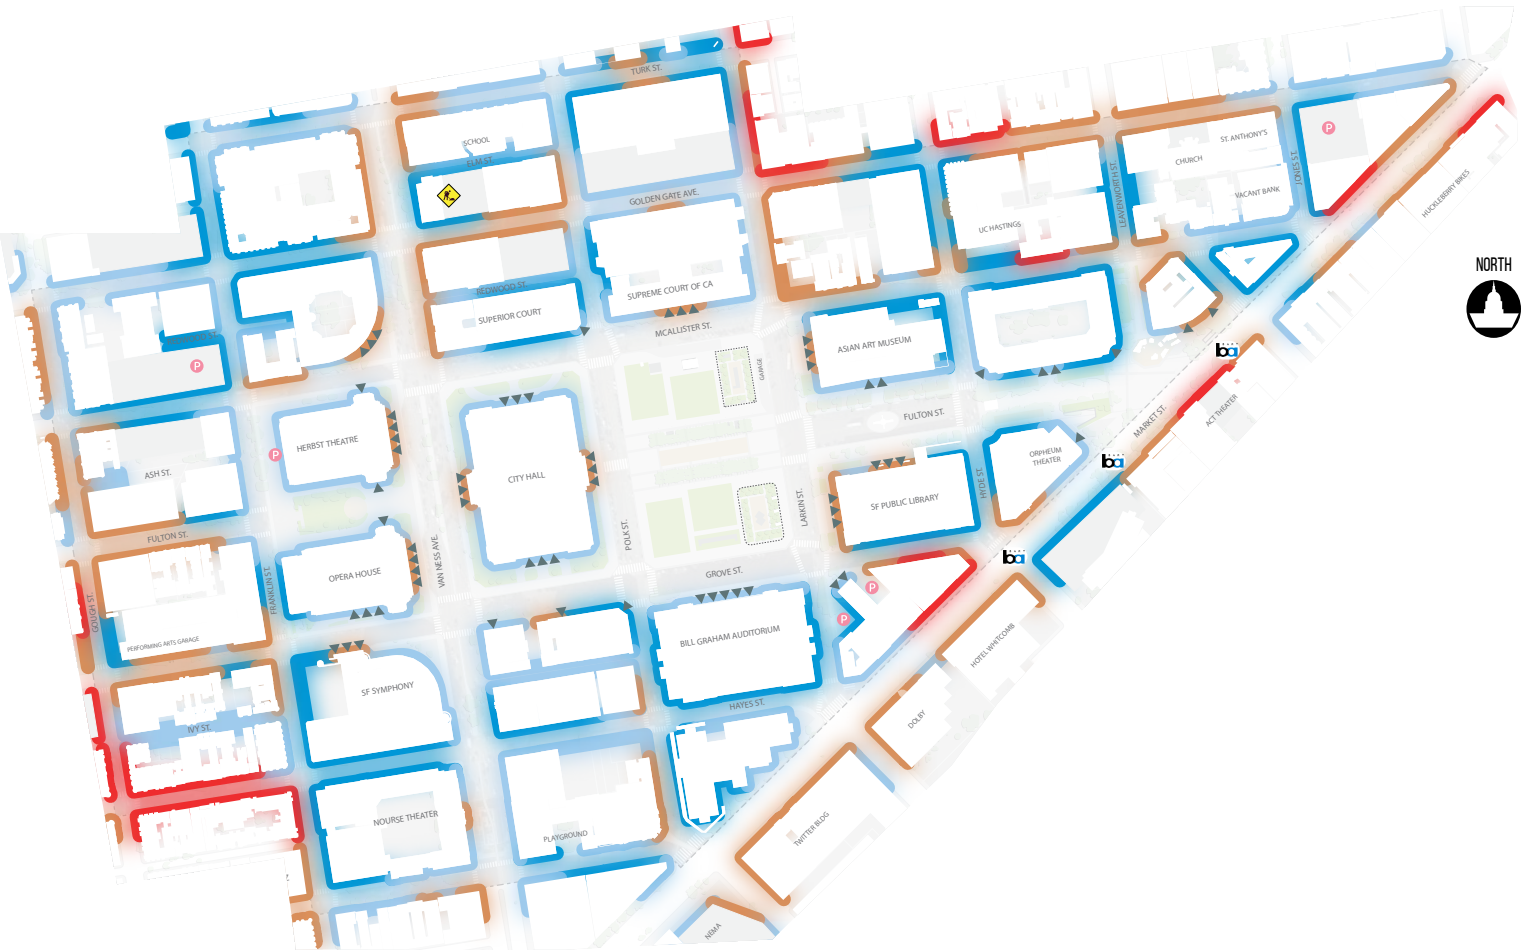 TURK ST.
SCHOOL
ELM ST.
ST. ANTHONY'S
CHURCH
JONES ST.
LEAVENWORTH ST.
VACANT BANK
HUCKLEBERRY BIKES
GOLDEN GATE AVE.
UC HASTINGS
NORTH
REDWOOD ST.
SUPREME COURT OF CA
SUPERIOR COURT
MCALLISTER ST.
ASIAN ART MUSEUM
GARAGE
P
P
ba
ACT THEATER
MARKET ST.
FULTON ST.
HERBST THEATRE
P
ORPHEUM
THEATER
ba
ASH ST.
CITY HALL
HYDE ST.
SF PUBLIC LIBRARY
LARKIN ST.
POLK ST.
FULTON ST.
VAN NESS AVE.
ba
OPERA HOUSE
GROVE ST.
FRANKLIN ST.
P
GOUGH ST.
P
BILL GRAHAM AUDITORIUM
PERFORMING ARTS GARAGE
HOTEL WHITCOMB
SF SYMPHONY
HAYES ST.
DOLBY
IVY ST.
NOURSE THEATER
TWITTER BLDG
PLAYGROUND
NEMA